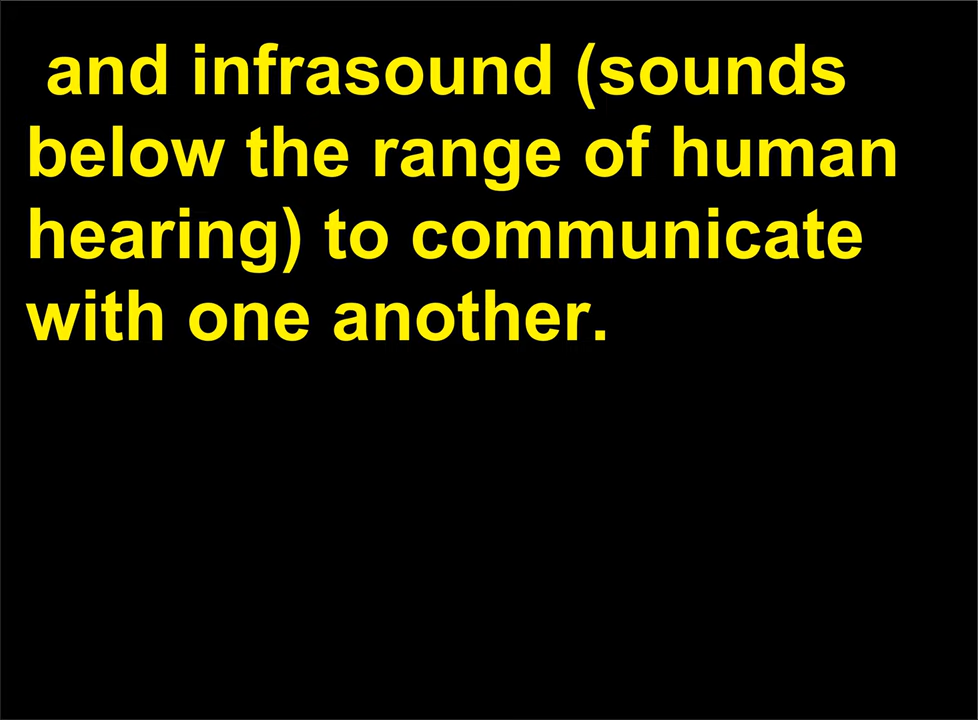 and infrasound (sounds
below the range of human
hearing) to communicate
with one another.